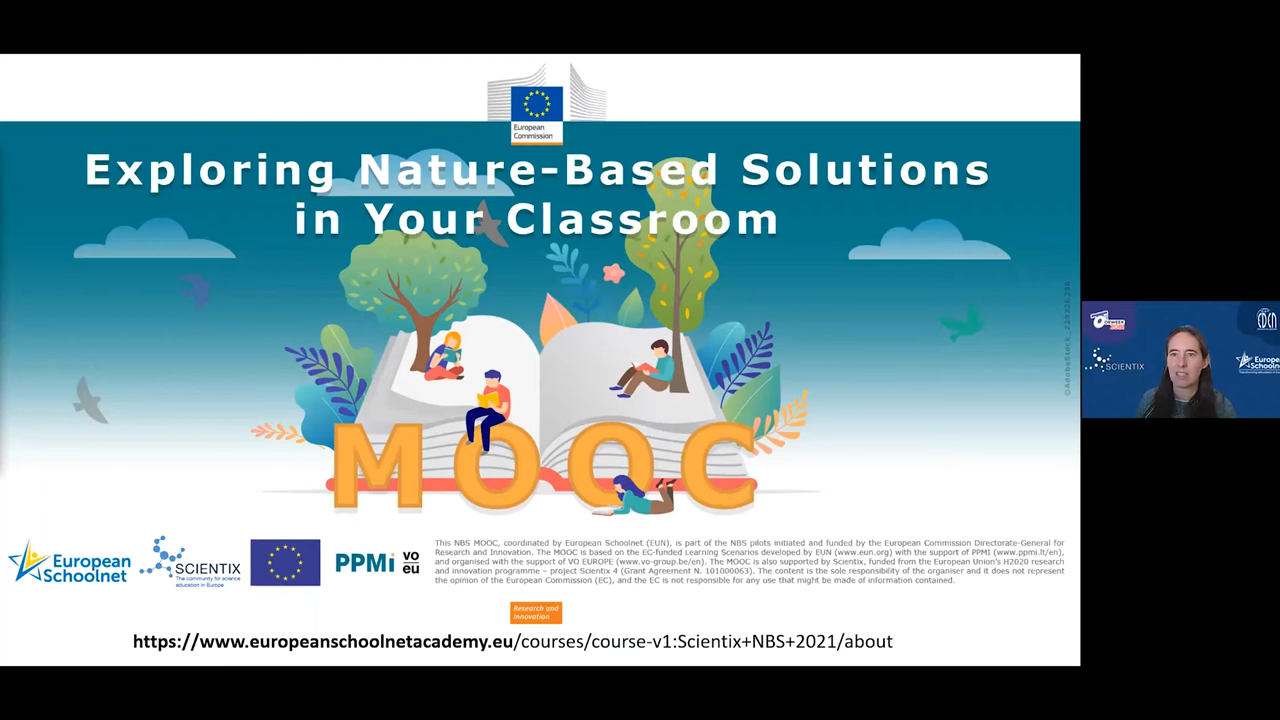 European
Commission
Exploring Nature-Based Solutions
in Your Classroom
MOOC
©AdobeStock_229326256
European
Schoolnet
SCIENTIX
The community for science
education in Europe
PPMi
vo
eu
This NBS MOOC, coordinated by European Schoolnet (EUN), is part of the NBS pilots initiated and funded by the European Commission Directorate-General for
Research and Innovation. The MOOC is based on the EC-funded Learning Scenarios developed by EUN (www.eun.org) with the support of PPMI (www.ppmi.lt/en),
and organised with the support of VO EUROPE (www.vo-group.be/en). The MOOC is also supported by Scientix, funded from the European Union's H2020 research
and innovation programme – project Scientix 4 (Grant Agreement N. 101000063). The content is the sole responsibility of the organiser and it does not represent
the opinion of the European Commission (EC), and the EC is not responsible for any use that might be made of information contained.
Research and
Innovation
https://www.europeanschoolnetacademy.eu/courses/course-v1:Scientix+NBS+2021/about
SCIENTIX
Europe
Schoolne